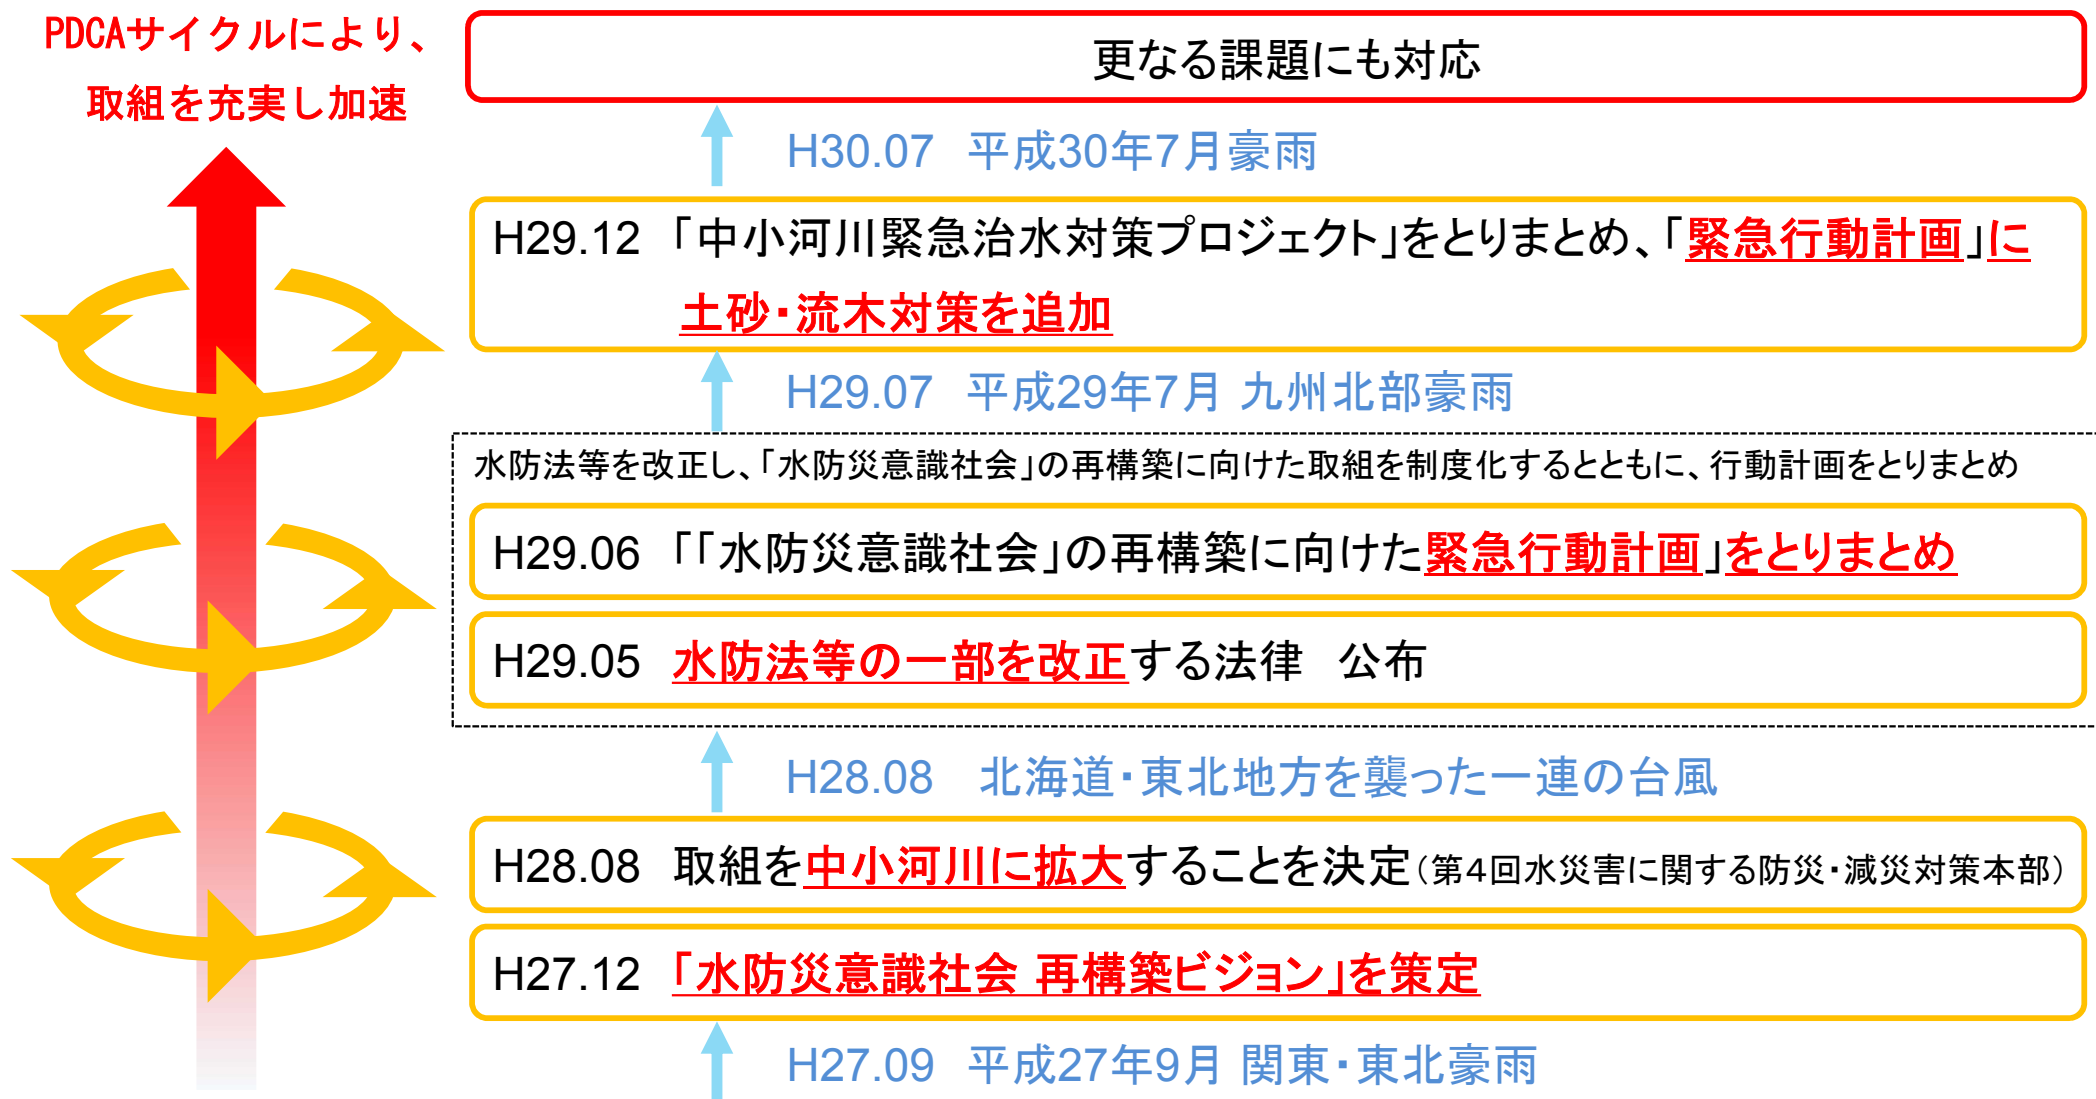 PDCAサイクルにより、
取組を充実し加速
更なる課題にも対応
H30.07 平成30年7月豪雨
H29.12 「中小河川緊急治水対策プロジェクト」をとりまとめ、「緊急行動計画」に
土砂・流木対策を追加
H29.07 平成29年7月 九州北部豪雨
水防法等を改正し、「水防災意識社会」の再構築に向けた取組を制度化するとともに、行動計画をとりまとめ
H29.06 「「水防災意識社会」の再構築に向けた緊急行動計画」をとりまとめ
H29.05 水防法等の一部を改正する法律 公布
H28.08 北海道・東北地方を襲った一連の台風
H28.08 取組を中小河川に拡大することを決定（第4回水災害に関する防災・減災対策本部）
H27.12 「水防災意識社会 再構築ビジョン」を策定
H27.09 平成27年9月 関東・東北豪雨